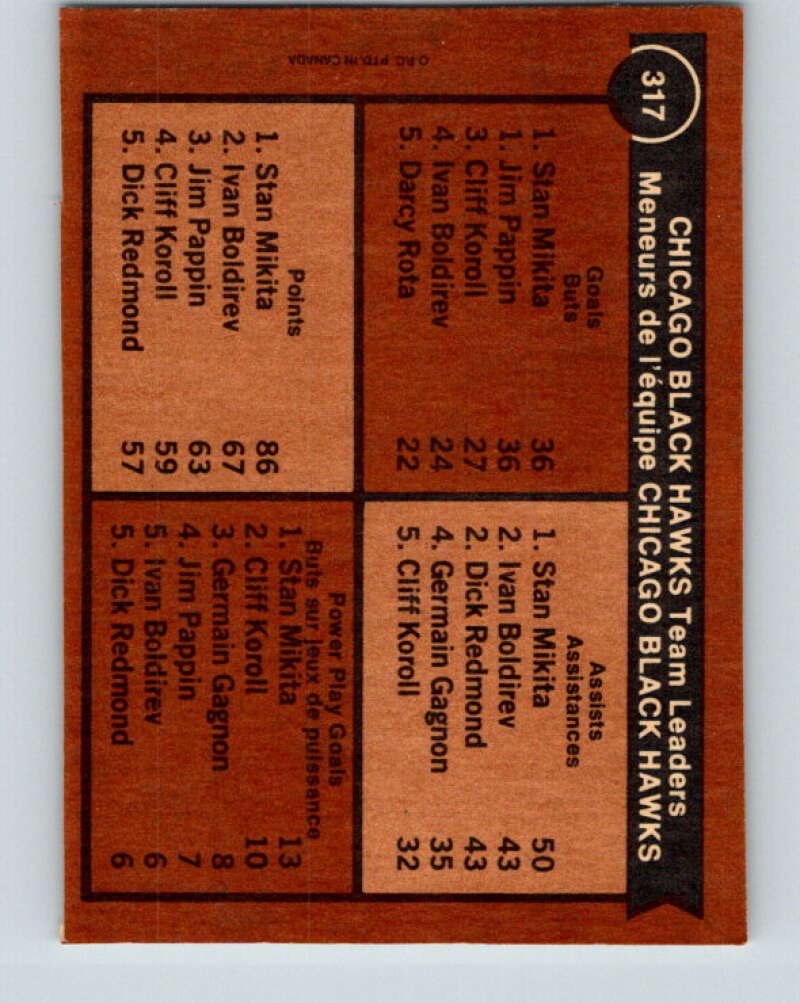 317
CHICAGO BLACK HAWKS Team Leaders
Meneurs de l'équipe CHICAGO BLACK HAWKS
Goals
Buts
1. Stan Mikita 36
1. Jim Pappin 36
3. Cliff Koroll 27
4. Ivan Boldirev 24
5. Darcy Rota 22
Assists
Assistances
1. Stan Mikita 50
2. Ivan Boldirev 43
2. Dick Redmond 43
4. Germain Gagnon 35
5. Cliff Koroll 32
Points
1. Stan Mikita 86
2. Ivan Boldirev 67
3. Jim Pappin 63
4. Cliff Koroll 59
5. Dick Redmond 57
Power Play Goals
Buts sur jeux de puissance
1. Stan Mikita 13
2. Cliff Koroll 10
3. Germain Gagnon 8
4. Jim Pappin 7
5. Ivan Boldirev 6
5. Dick Redmond 6
O.P.C. PTD. IN CANADA